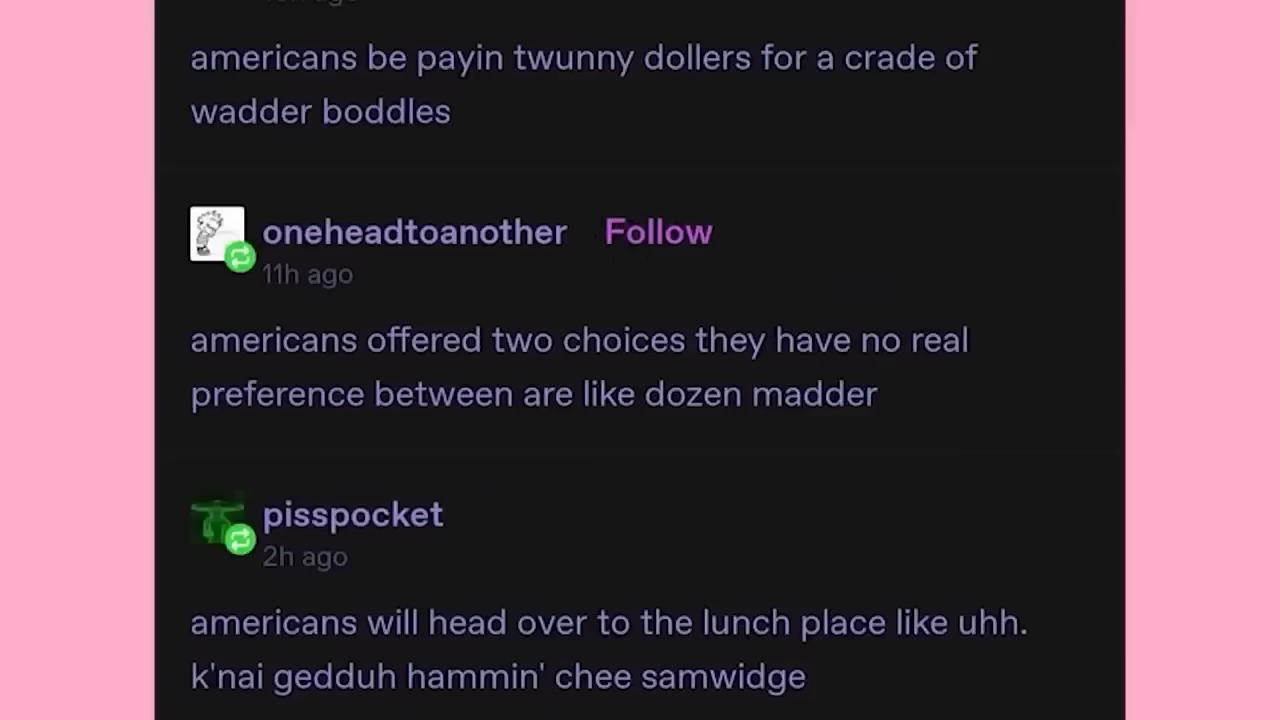 americans be payin twunny dollers for a crade of
wadder boddles
oneheadtoanother Follow
11h ago
americans offered two choices they have no real
preference between are like dozen madder
pisspocket
2h ago
americans will head over to the lunch place like uhh.
k'nai gedduh hammin' chee samwidge